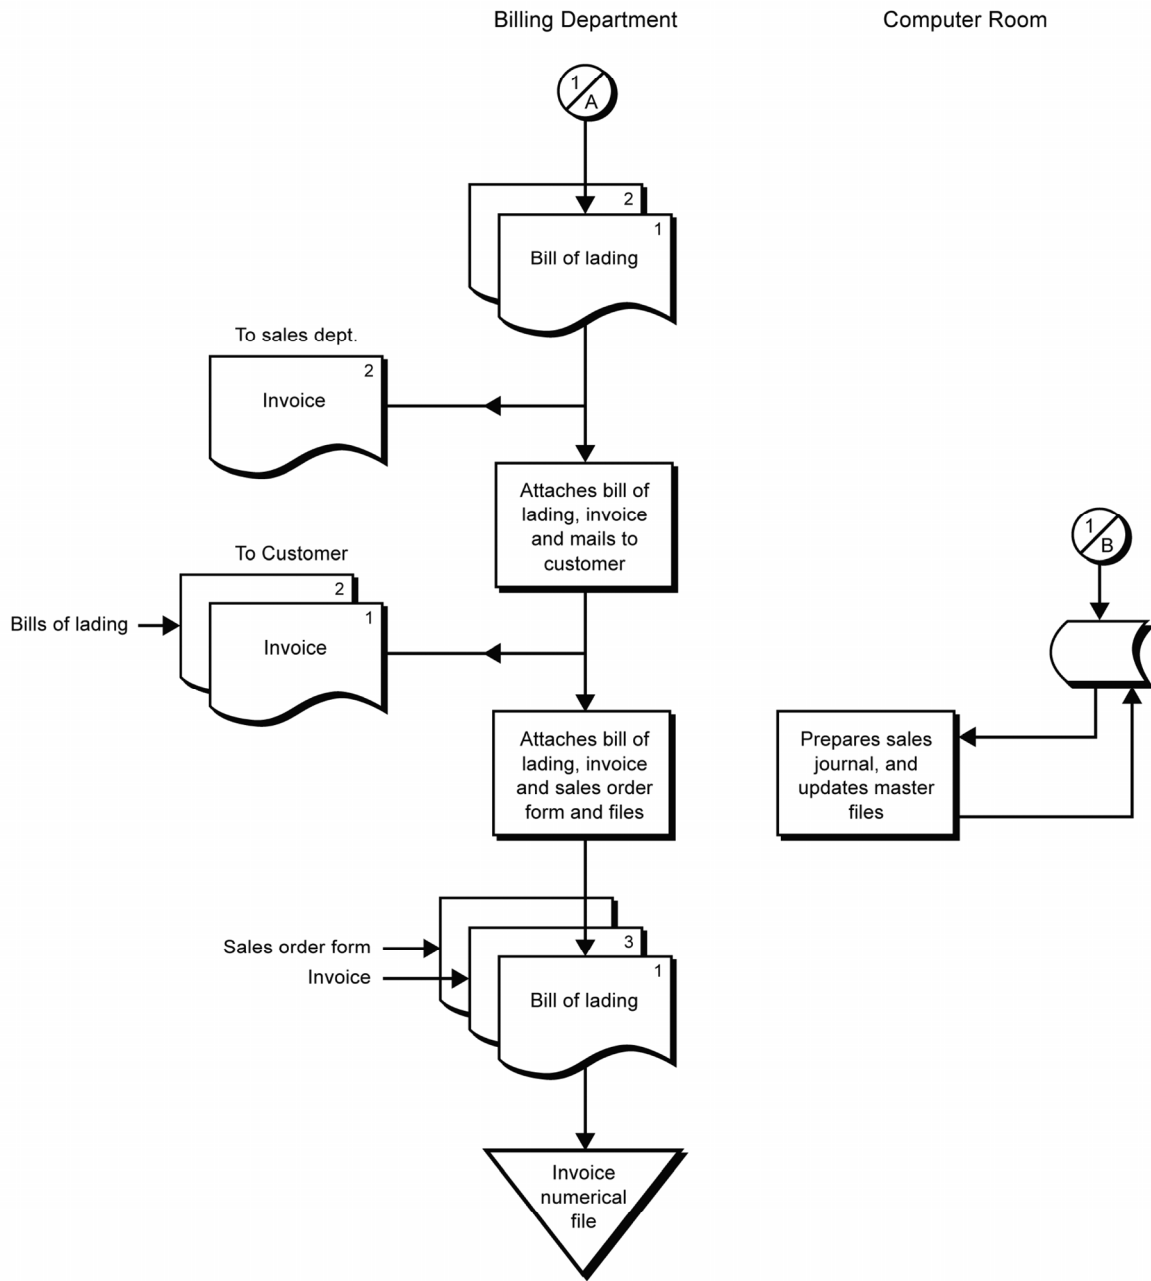 Billing Department
Computer Room
1
A
2
1
Bill of lading
To sales dept.
2
Invoice
Attaches bill of
lading, invoice
and mails to
customer
1
B
To Customer
2
1
Bills of lading
Invoice
Attaches bill of
lading, invoice
and sales order
form and files
Prepares sales
journal, and
updates master
files
Sales order form
3
Invoice
1
Bill of lading
Invoice
numerical
file